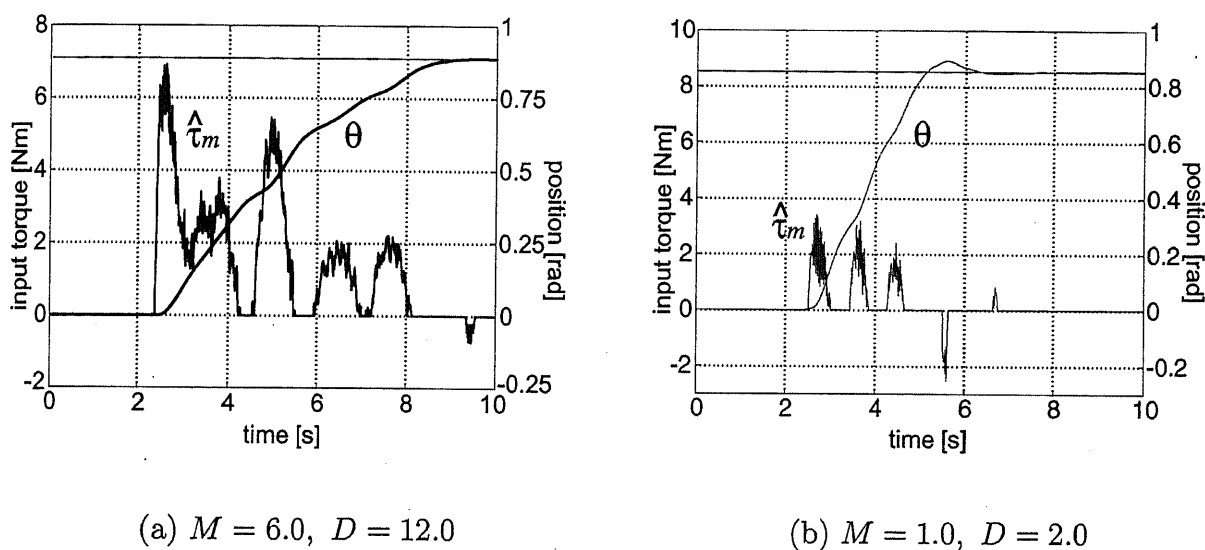 8
6
4
2
0
-2
input torque [Nm]
1
0.75
0.5
0.25
0
-0.25
position [rad]
τ̂m
θ
0 2 4 6 8 10
time [s]
(a) M = 6.0, D = 12.0
10
8
6
4
2
0
-2
input torque [Nm]
1
0.8
0.6
0.4
0.2
0
-0.2
position [rad]
τ̂m
θ
0 2 4 6 8 10
time [s]
(b) M = 1.0, D = 2.0